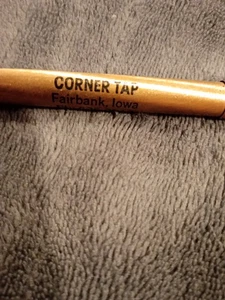 CORNER TAP
Fairbank, Iowa